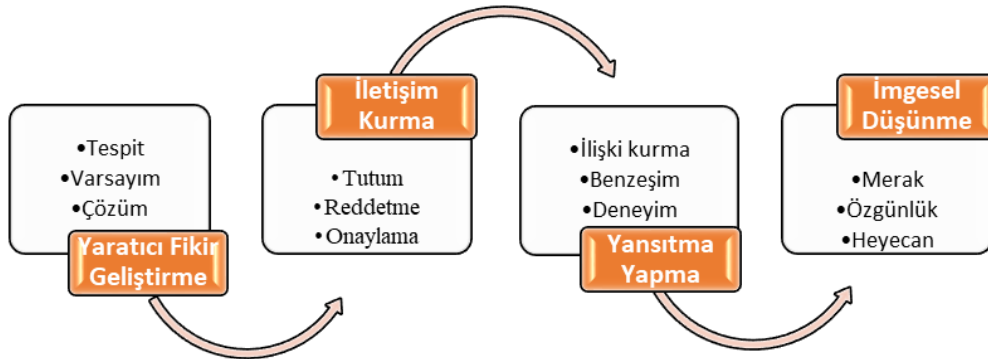 •Tespit
•Varsayım
•Çözüm
Yaratıcı Fikir
Geliştirme
İletişim
Kurma
•Tutum
•Reddetme
•Onaylama
•İlişki kurma
•Benzeşim
•Deneyim
Yansıtma
Yapma
İmgesel
Düşünme
•Merak
•Özgünlük
•Heyecan